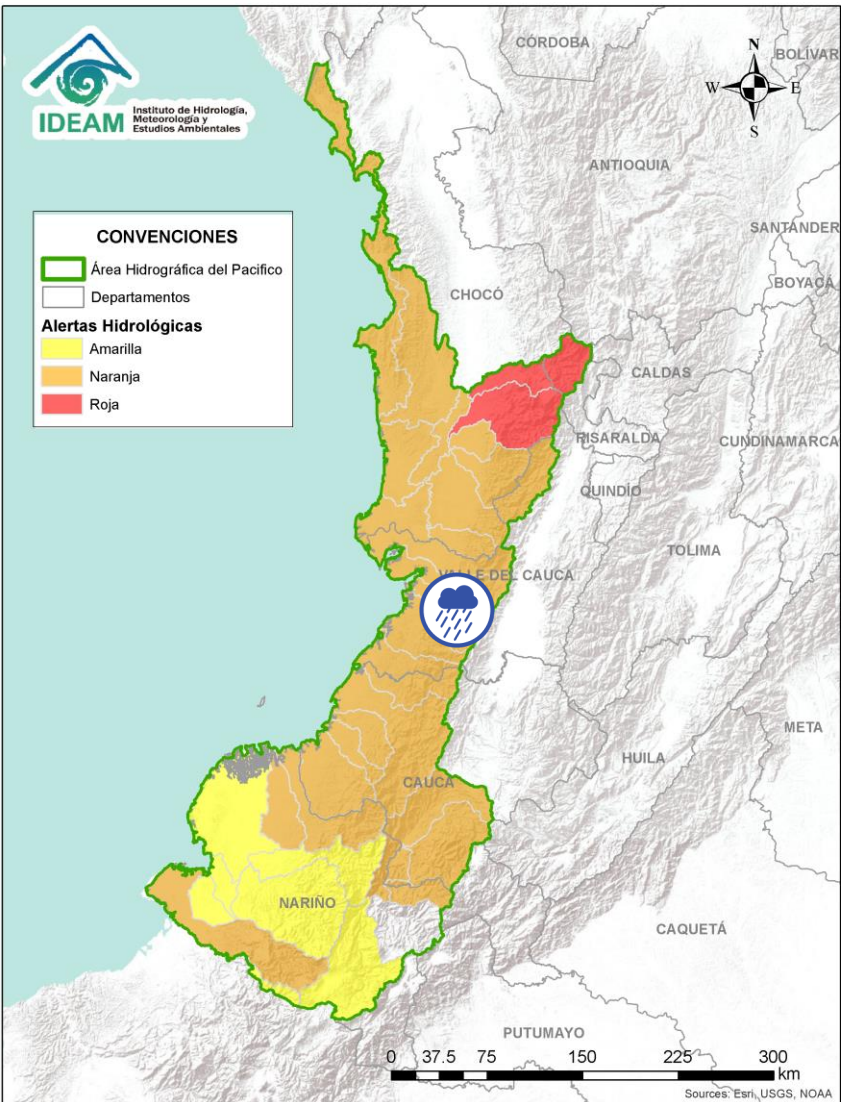 IDEAM
Instituto de Hidrología,
Meteorología y
Estudios Ambientales
N
W
E
S
CÓRDOBA
BOLIVAR
ANTIOQUIA
SANTANDER
BOYACÁ
CHOCÓ
CALDAS
RISARALDA
CUNDINAMARCA
QUINDÍO
TOLIMA
VALLE DEL CAUCA
META
HUILA
CAUCA
NARIÑO
CAQUETÁ
PUTUMAYO
CONVENCIONES
Área Hidrográfica del Pacifico
Departamentos
Alertas Hidrológicas
Amarilla
Naranja
Roja
0 37.5 75 150 225 300
km
Sources: Esri, USGS, NOAA